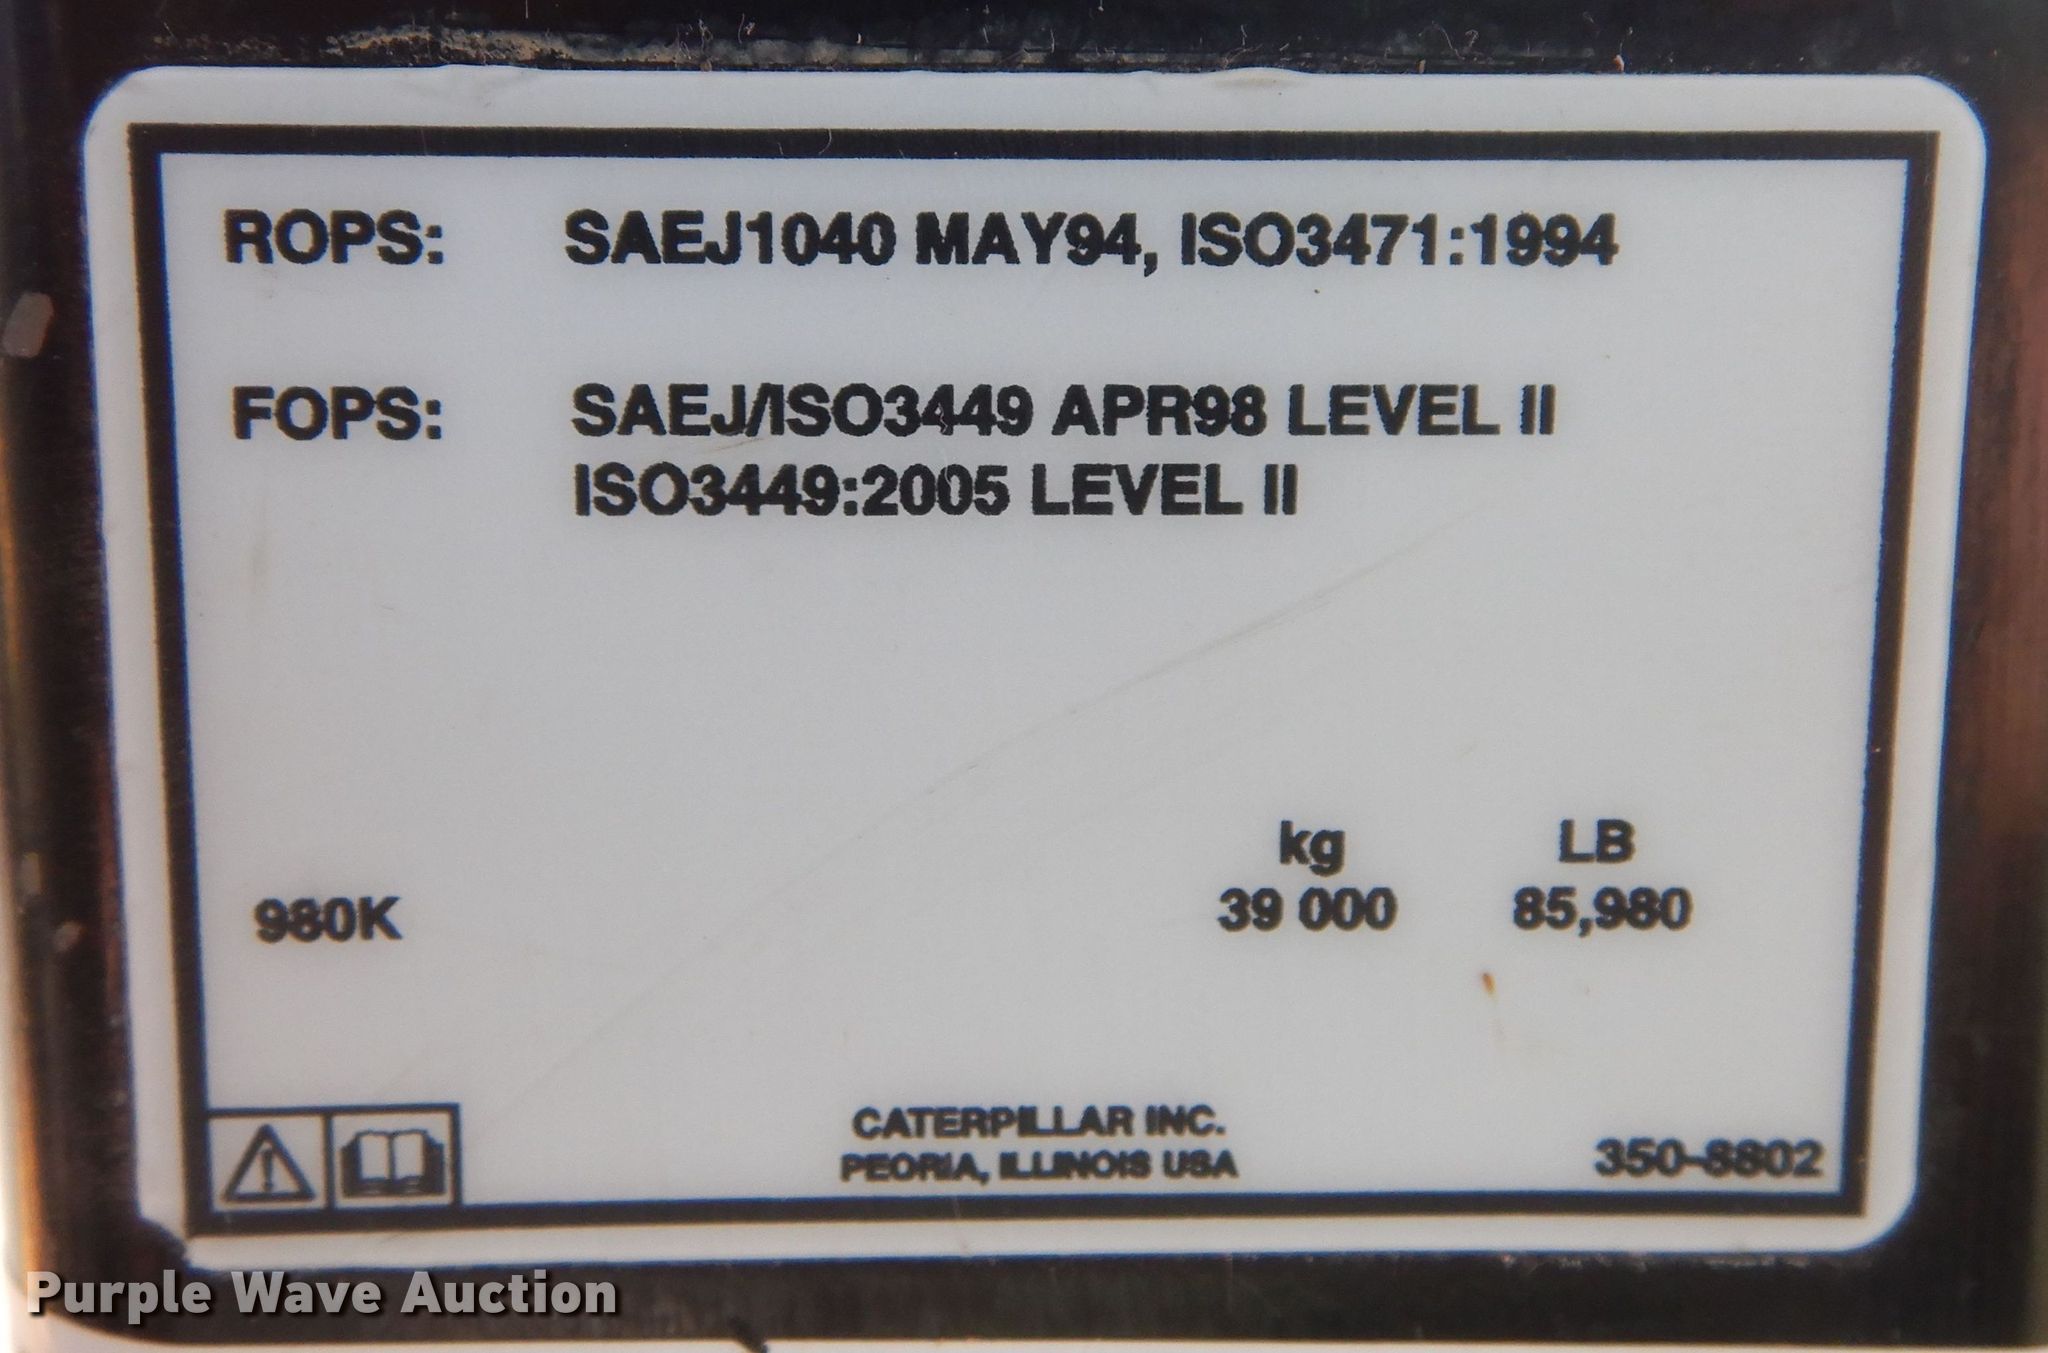 ROPS: SAEJ1040 MAY94, ISO3471:1994
FOPS: SAEJ/ISO3449 APR98 LEVEL II
ISO3449:2005 LEVEL II
kg LB
980K 39 000 85,980
CATERPILLAR INC.
PEORIA, ILLINOIS USA
350-8802
Purple Wave Auction